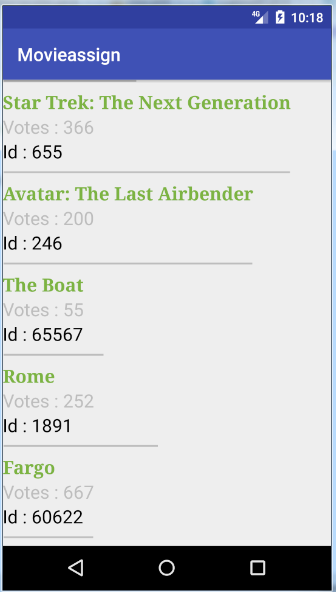 4G 10:18
Movieassign
Star Trek: The Next Generation
Votes : 366
Id : 655
Avatar: The Last Airbender
Votes : 200
Id : 246
The Boat
Votes : 55
Id : 65567
Rome
Votes : 252
Id : 1891
Fargo
Votes : 667
Id : 60622